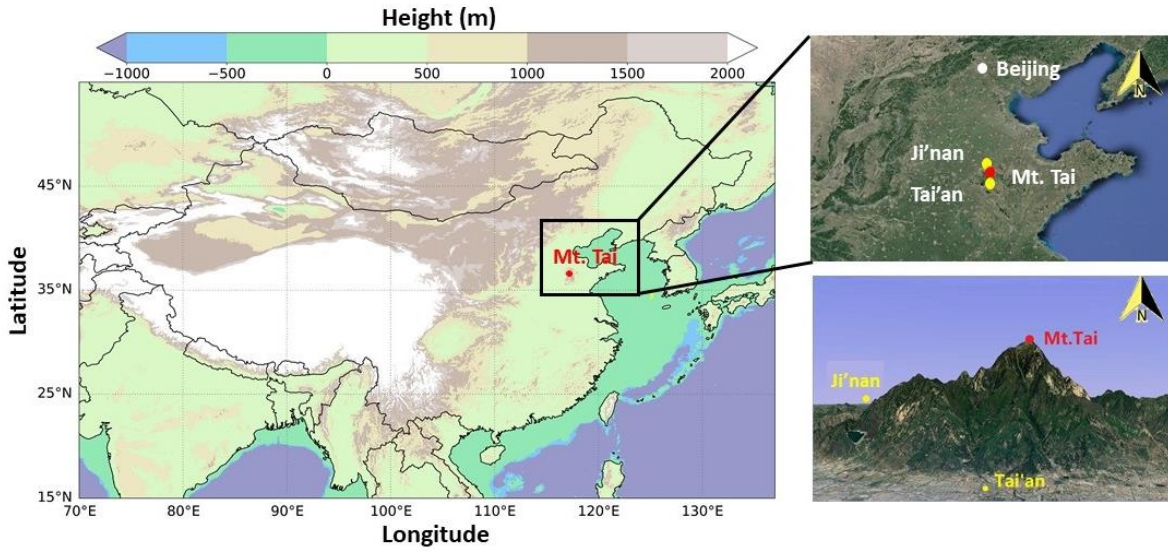 Height (m)
−1000 −500 0 500 1000 1500 2000
Latitude
45°N
35°N
25°N
15°N
70°E 80°E 90°E 100°E 110°E 120°E 130°E
Longitude
Mt. Tai
Beijing
Ji'nan
Mt. Tai
Tai'an
N
Mt.Tai
Ji'nan
Tai'an
N